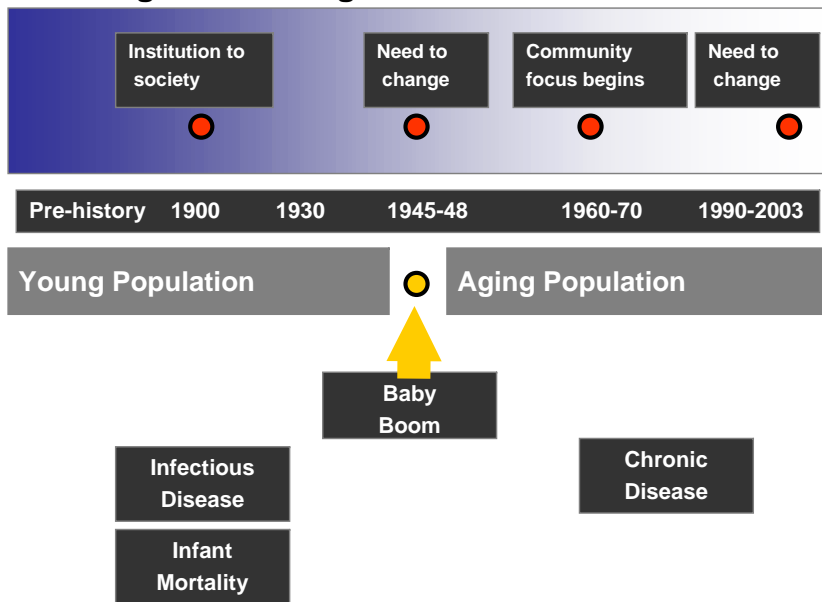 Institution to
society
Need to
change
Community
focus begins
Need to
change
Pre-history 1900 1930 1945-48 1960-70 1990-2003
Young Population
Aging Population
Baby
Boom
Infectious
Disease
Chronic
Disease
Infant
Mortality